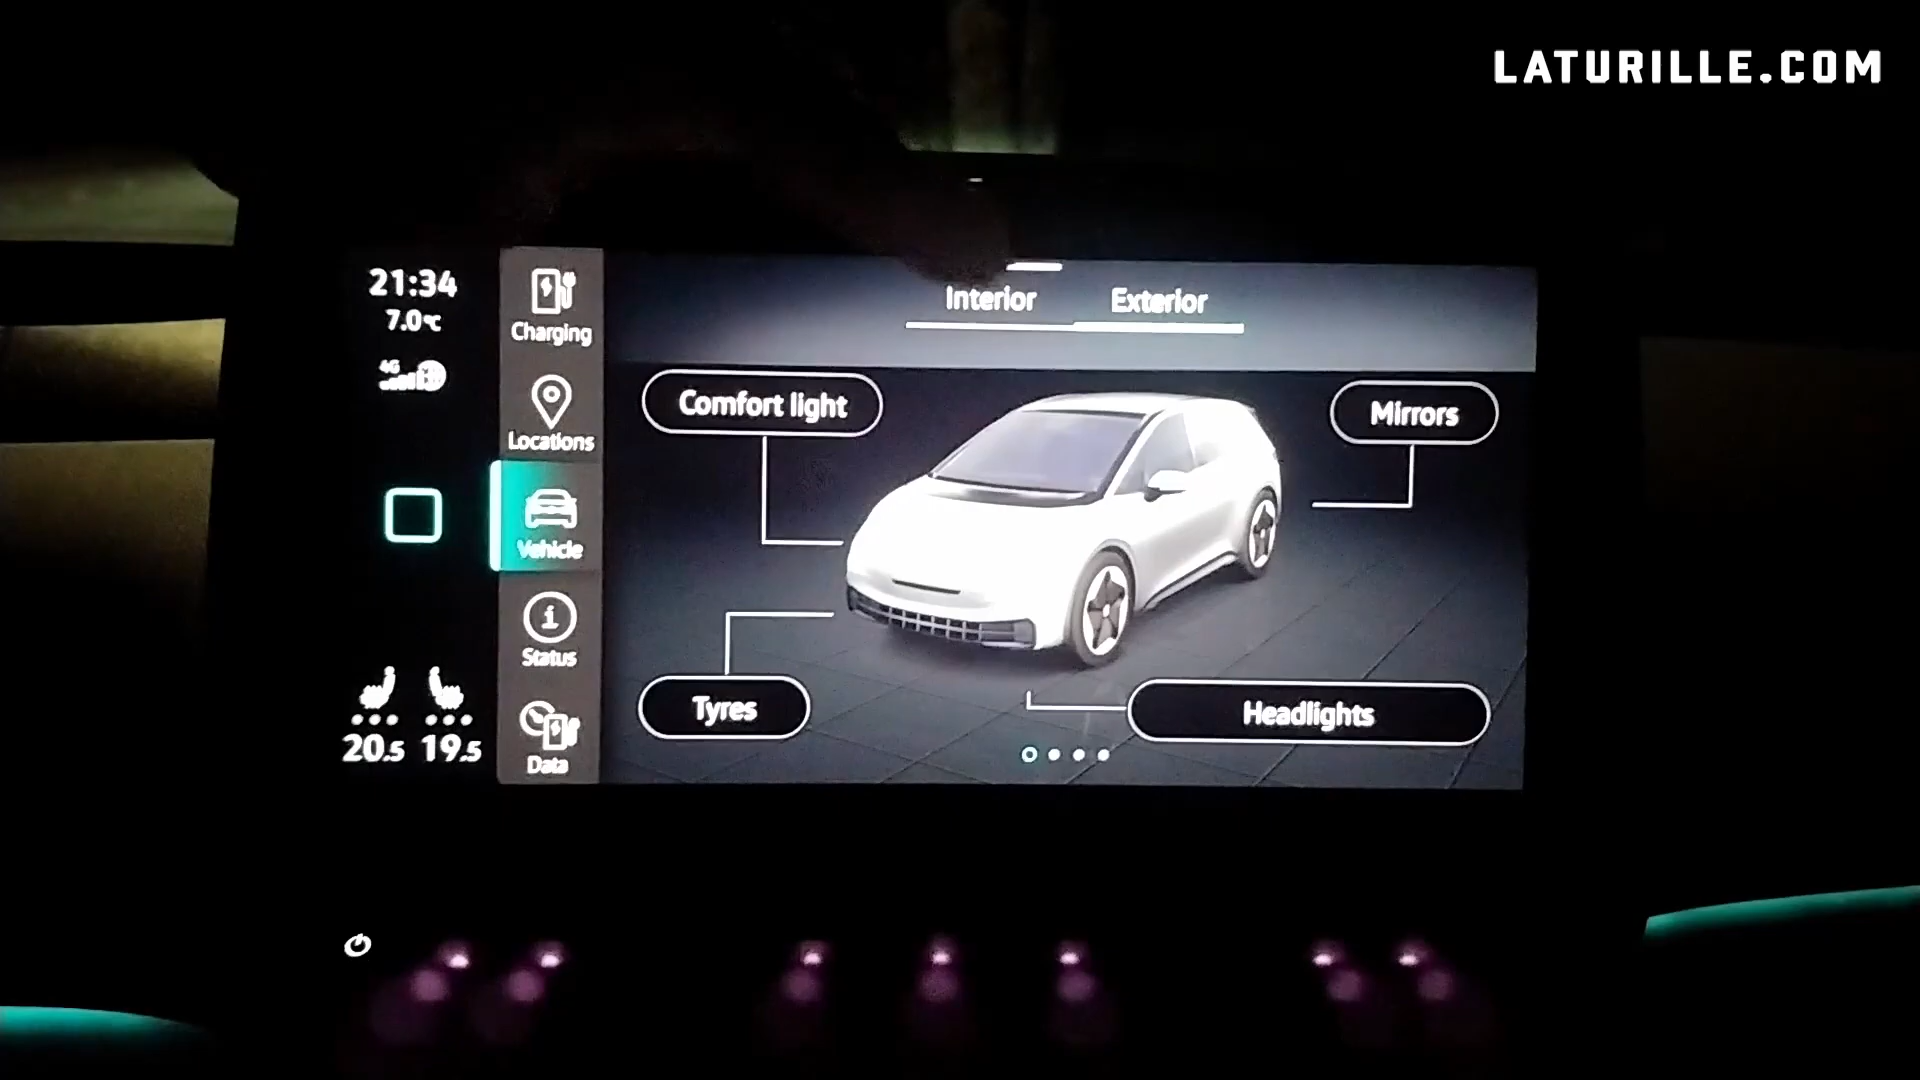 LATURILLE.COM
21:34
7.0°C
4G
Charging
Locations
Vehicle
Status
Data
20.5 19.5
Interior Exterior
Comfort light
Mirrors
Tyres
Headlights